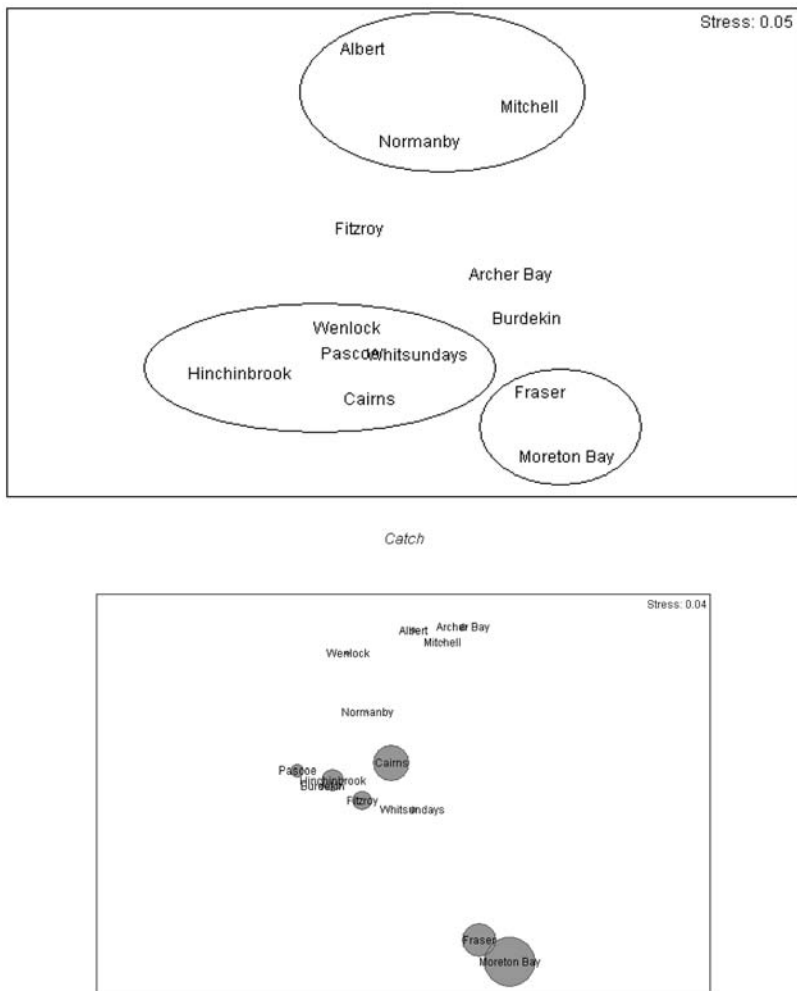 Stress: 0.05
Albert
Mitchell
Normanby
Fitzroy
Archer Bay
Burdekin
Wenlock
Pascoe Whitsundays
Hinchinbrook
Fraser
Cairns
Moreton Bay
Catch
Stress: 0.04
Albert Archer Bay
Mitchell
Wenlock
Normanby
Cairns
Pascoe
Hinchinbrook
Burdekin
Fitzroy
Whitsundays
Fraser
Moreton Bay